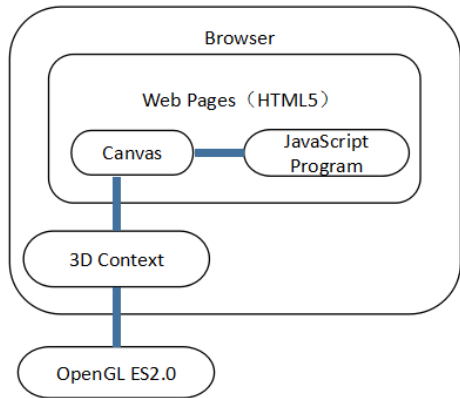 Browser
Web Pages（HTML5）
Canvas
JavaScript
Program
3D Context
OpenGL ES2.0